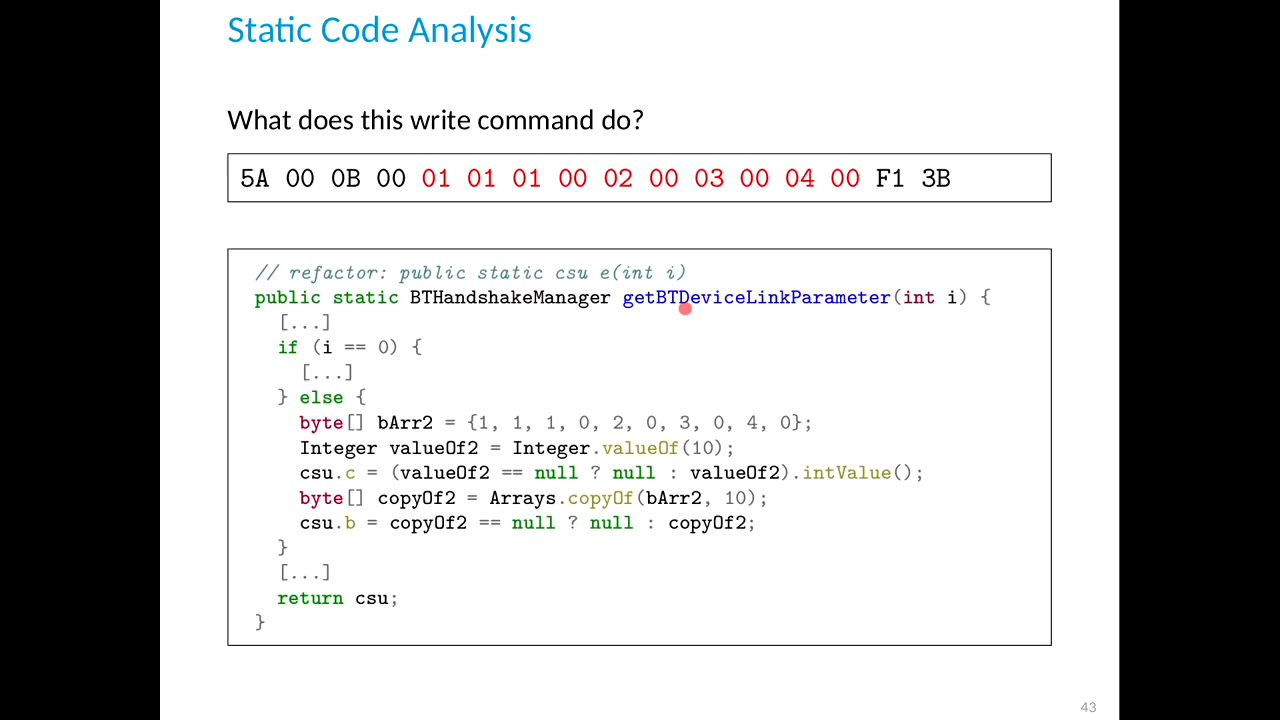 Static Code Analysis
What does this write command do?
5A 00 0B 00 01 01 01 00 02 00 03 00 04 00 F1 3B
// refactor: public static csu e(int i)
public static BTHandshakeManager getBTDeviceLinkParameter(int i) {
[...]
if (i == 0) {
[...]
} else {
byte[] bArr2 = {1, 1, 1, 0, 2, 0, 3, 0, 4, 0};
Integer valueOf2 = Integer.valueOf(10);
csu.c = (valueOf2 == null ? null : valueOf2).intValue();
byte[] copyOf2 = Arrays.copyOf(bArr2, 10);
csu.b = copyOf2 == null ? null : copyOf2;
}
[...]
return csu;
}
43